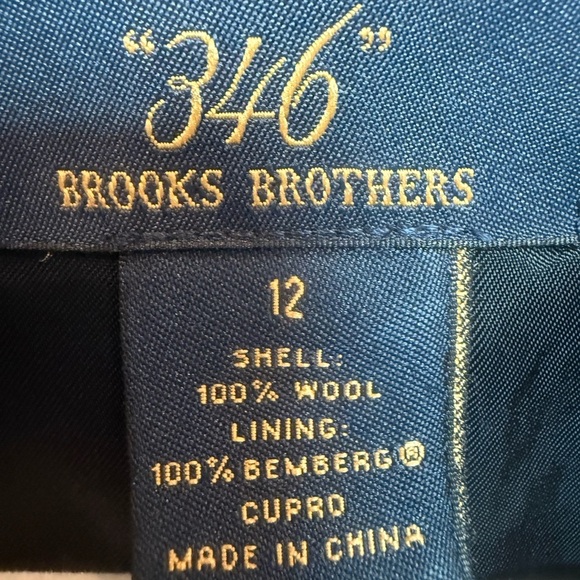 "346"
BROOKS BROTHERS
12
SHELL:
100% WOOL
LINING:
100% BEMBERG®
CUPRO
MADE IN CHINA